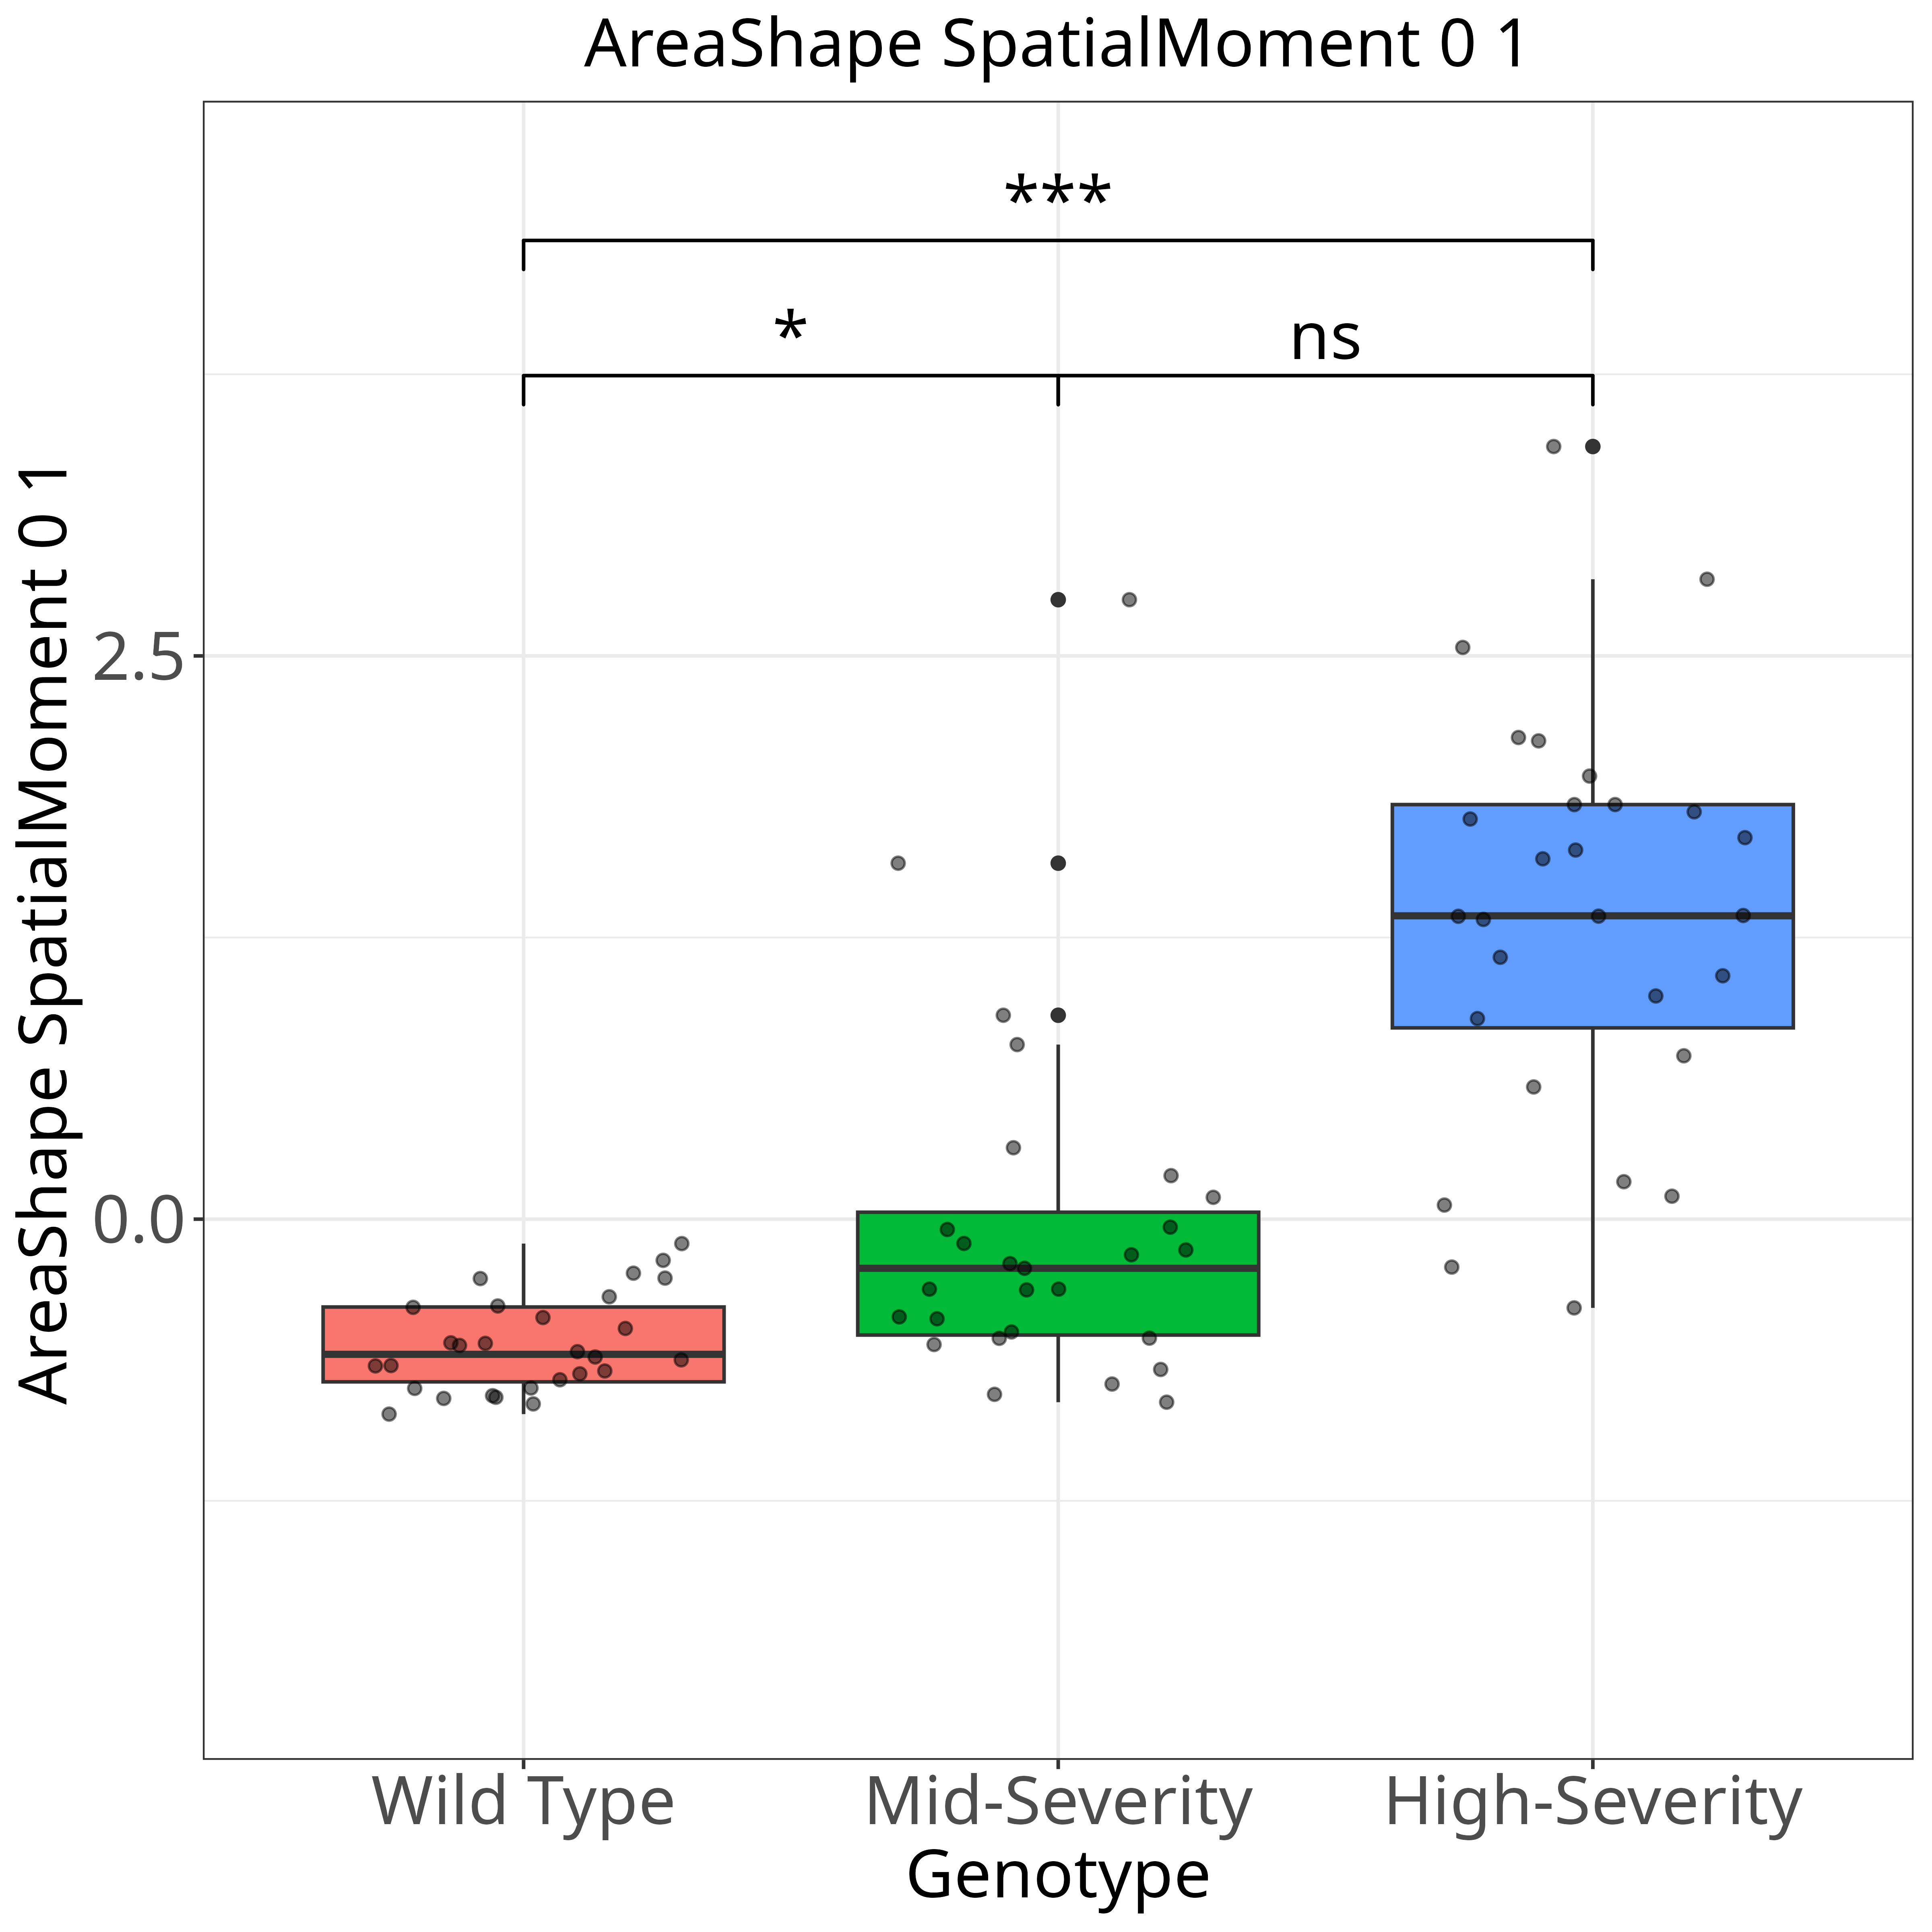 AreaShape SpatialMoment 0 1
***
*
ns
AreaShape SpatialMoment 0 1
2.5
0.0
Wild Type
Mid-Severity
High-Severity
Genotype